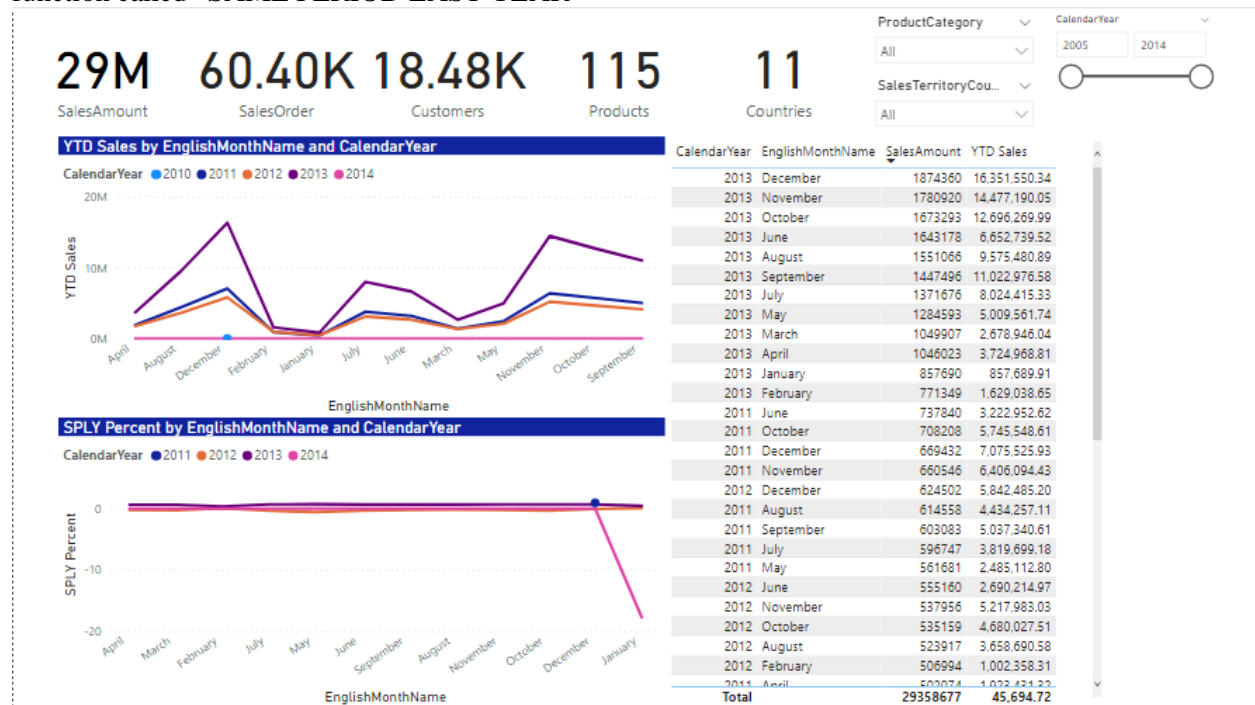 function called "SAME PERIOD LAST YEAR"
ProductCategory
CalendarYear
All
2005 2014
29M 60.40K 18.48K 115 11
SalesTerritoryCou...
SalesAmount SalesOrder Customers Products Countries
All
YTD Sales by EnglishMonthName and CalendarYear
CalendarYear 2010 2011 2012 2013 2014
20M
10M
0M
YTD Sales
April August December February January July June March May November October September
EnglishMonthName
SPLY Percent by EnglishMonthName and CalendarYear
CalendarYear 2011 2012 2013 2014
0
-10
-20
SPLY Percent
April March February July May June September August November October December January
EnglishMonthName
CalendarYear EnglishMonthName SalesAmount YTD Sales
2013 December 1874360 16,351,550.34
2013 November 1780920 14,477,190.05
2013 October 1673293 12,696,269.99
2013 June 1643178 6,652,739.52
2013 August 1551066 9,575,480.89
2013 September 1447496 11,022,976.58
2013 July 1371676 8,024,415.33
2013 May 1284593 5,009,561.74
2013 March 1049907 2,678,946.04
2013 April 1046023 3,724,968.81
2013 January 857690 857,689.91
2013 February 771349 1,629,038.65
2011 June 737840 3,222,952.62
2011 October 708208 5,745,548.61
2011 December 669432 7,075,525.93
2011 November 660546 6,406,094.43
2012 December 624502 5,842,485.20
2011 August 614558 4,434,257.11
2011 September 603083 5,037,340.61
2011 July 596747 3,819,699.18
2011 May 561681 2,485,112.80
2012 June 555160 2,690,214.97
2012 November 537956 5,217,983.03
2012 October 535159 4,680,027.51
2012 August 523917 3,658,690.58
2012 February 506994 1,002,358.31
2011 April 502074 1,923,431.32
Total 29358677 45,694.72